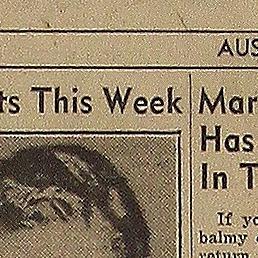 AUS
ts This Week
Mar
Has
In T
If yo
balmy
return